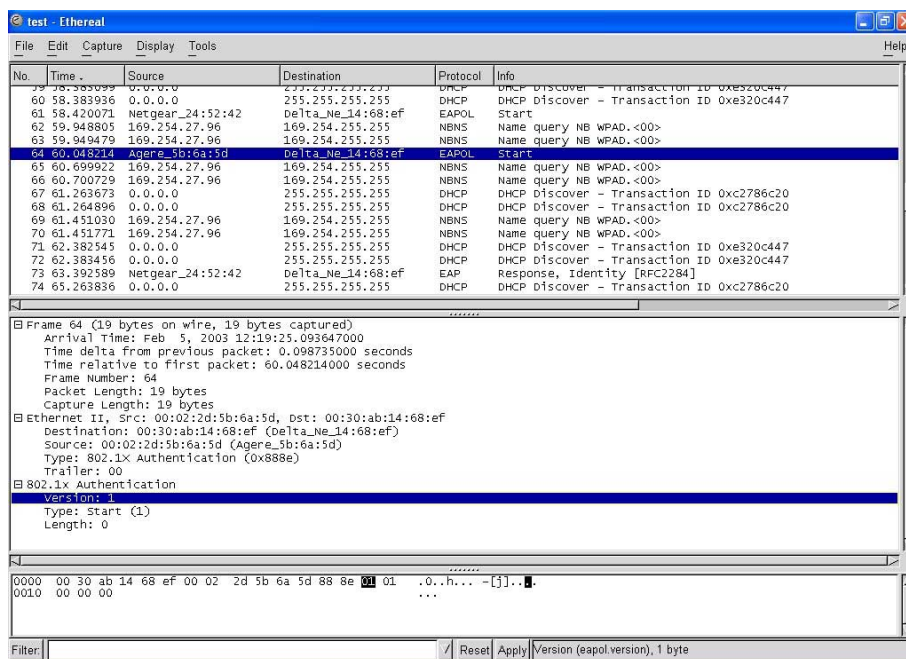 test - Ethereal
File Edit Capture Display Tools Help
No. Time . Source Destination Protocol Info
59 58.383099 0.0.0.0 255.255.255.255 DHCP DHCP Discover - Transaction ID 0xe320c447
60 58.383936 0.0.0.0 255.255.255.255 DHCP DHCP Discover - Transaction ID 0xe320c447
61 58.420071 Netgear_24:52:42 Delta_Ne_14:68:ef EAPOL Start
62 59.948805 169.254.27.96 169.254.255.255 NBNS Name query NB WPAD.<00>
63 59.949479 169.254.27.96 169.254.255.255 NBNS Name query NB WPAD.<00>
64 60.048214 Agere_5b:6a:5d Delta_Ne_14:68:ef EAPOL Start
65 60.699922 169.254.27.96 169.254.255.255 NBNS Name query NB WPAD.<00>
66 60.700729 169.254.27.96 169.254.255.255 NBNS Name query NB WPAD.<00>
67 61.263673 0.0.0.0 255.255.255.255 DHCP DHCP Discover - Transaction ID 0xc2786c20
68 61.264896 0.0.0.0 255.255.255.255 DHCP DHCP Discover - Transaction ID 0xc2786c20
69 61.451030 169.254.27.96 169.254.255.255 NBNS Name query NB WPAD.<00>
70 61.451771 169.254.27.96 169.254.255.255 NBNS Name query NB WPAD.<00>
71 62.382545 0.0.0.0 255.255.255.255 DHCP DHCP Discover - Transaction ID 0xe320c447
72 62.383456 0.0.0.0 255.255.255.255 DHCP DHCP Discover - Transaction ID 0xe320c447
73 63.392589 Netgear_24:52:42 Delta_Ne_14:68:ef EAP Response, Identity [RFC2284]
74 65.263836 0.0.0.0 255.255.255.255 DHCP DHCP Discover - Transaction ID 0xc2786c20
Frame 64 (19 bytes on wire, 19 bytes captured)
Arrival Time: Feb 5, 2003 12:19:25.093647000
Time delta from previous packet: 0.098735000 seconds
Time relative to first packet: 60.048214000 seconds
Frame Number: 64
Packet Length: 19 bytes
Capture Length: 19 bytes
Ethernet II, Src: 00:02:2d:5b:6a:5d, Dst: 00:30:ab:14:68:ef
Destination: 00:30:ab:14:68:ef (Delta_Ne_14:68:ef)
Source: 00:02:2d:5b:6a:5d (Agere_5b:6a:5d)
Type: 802.1X Authentication (0x888e)
Trailer: 00
802.1x Authentication
Version: 1
Type: Start (1)
Length: 0
0000 00 30 ab 14 68 ef 00 02 2d 5b 6a 5d 88 8e 01 01 .0..h... -[j]....
0010 00 00 00 ...
Filter: / Reset Apply Version (eapol.version), 1 byte